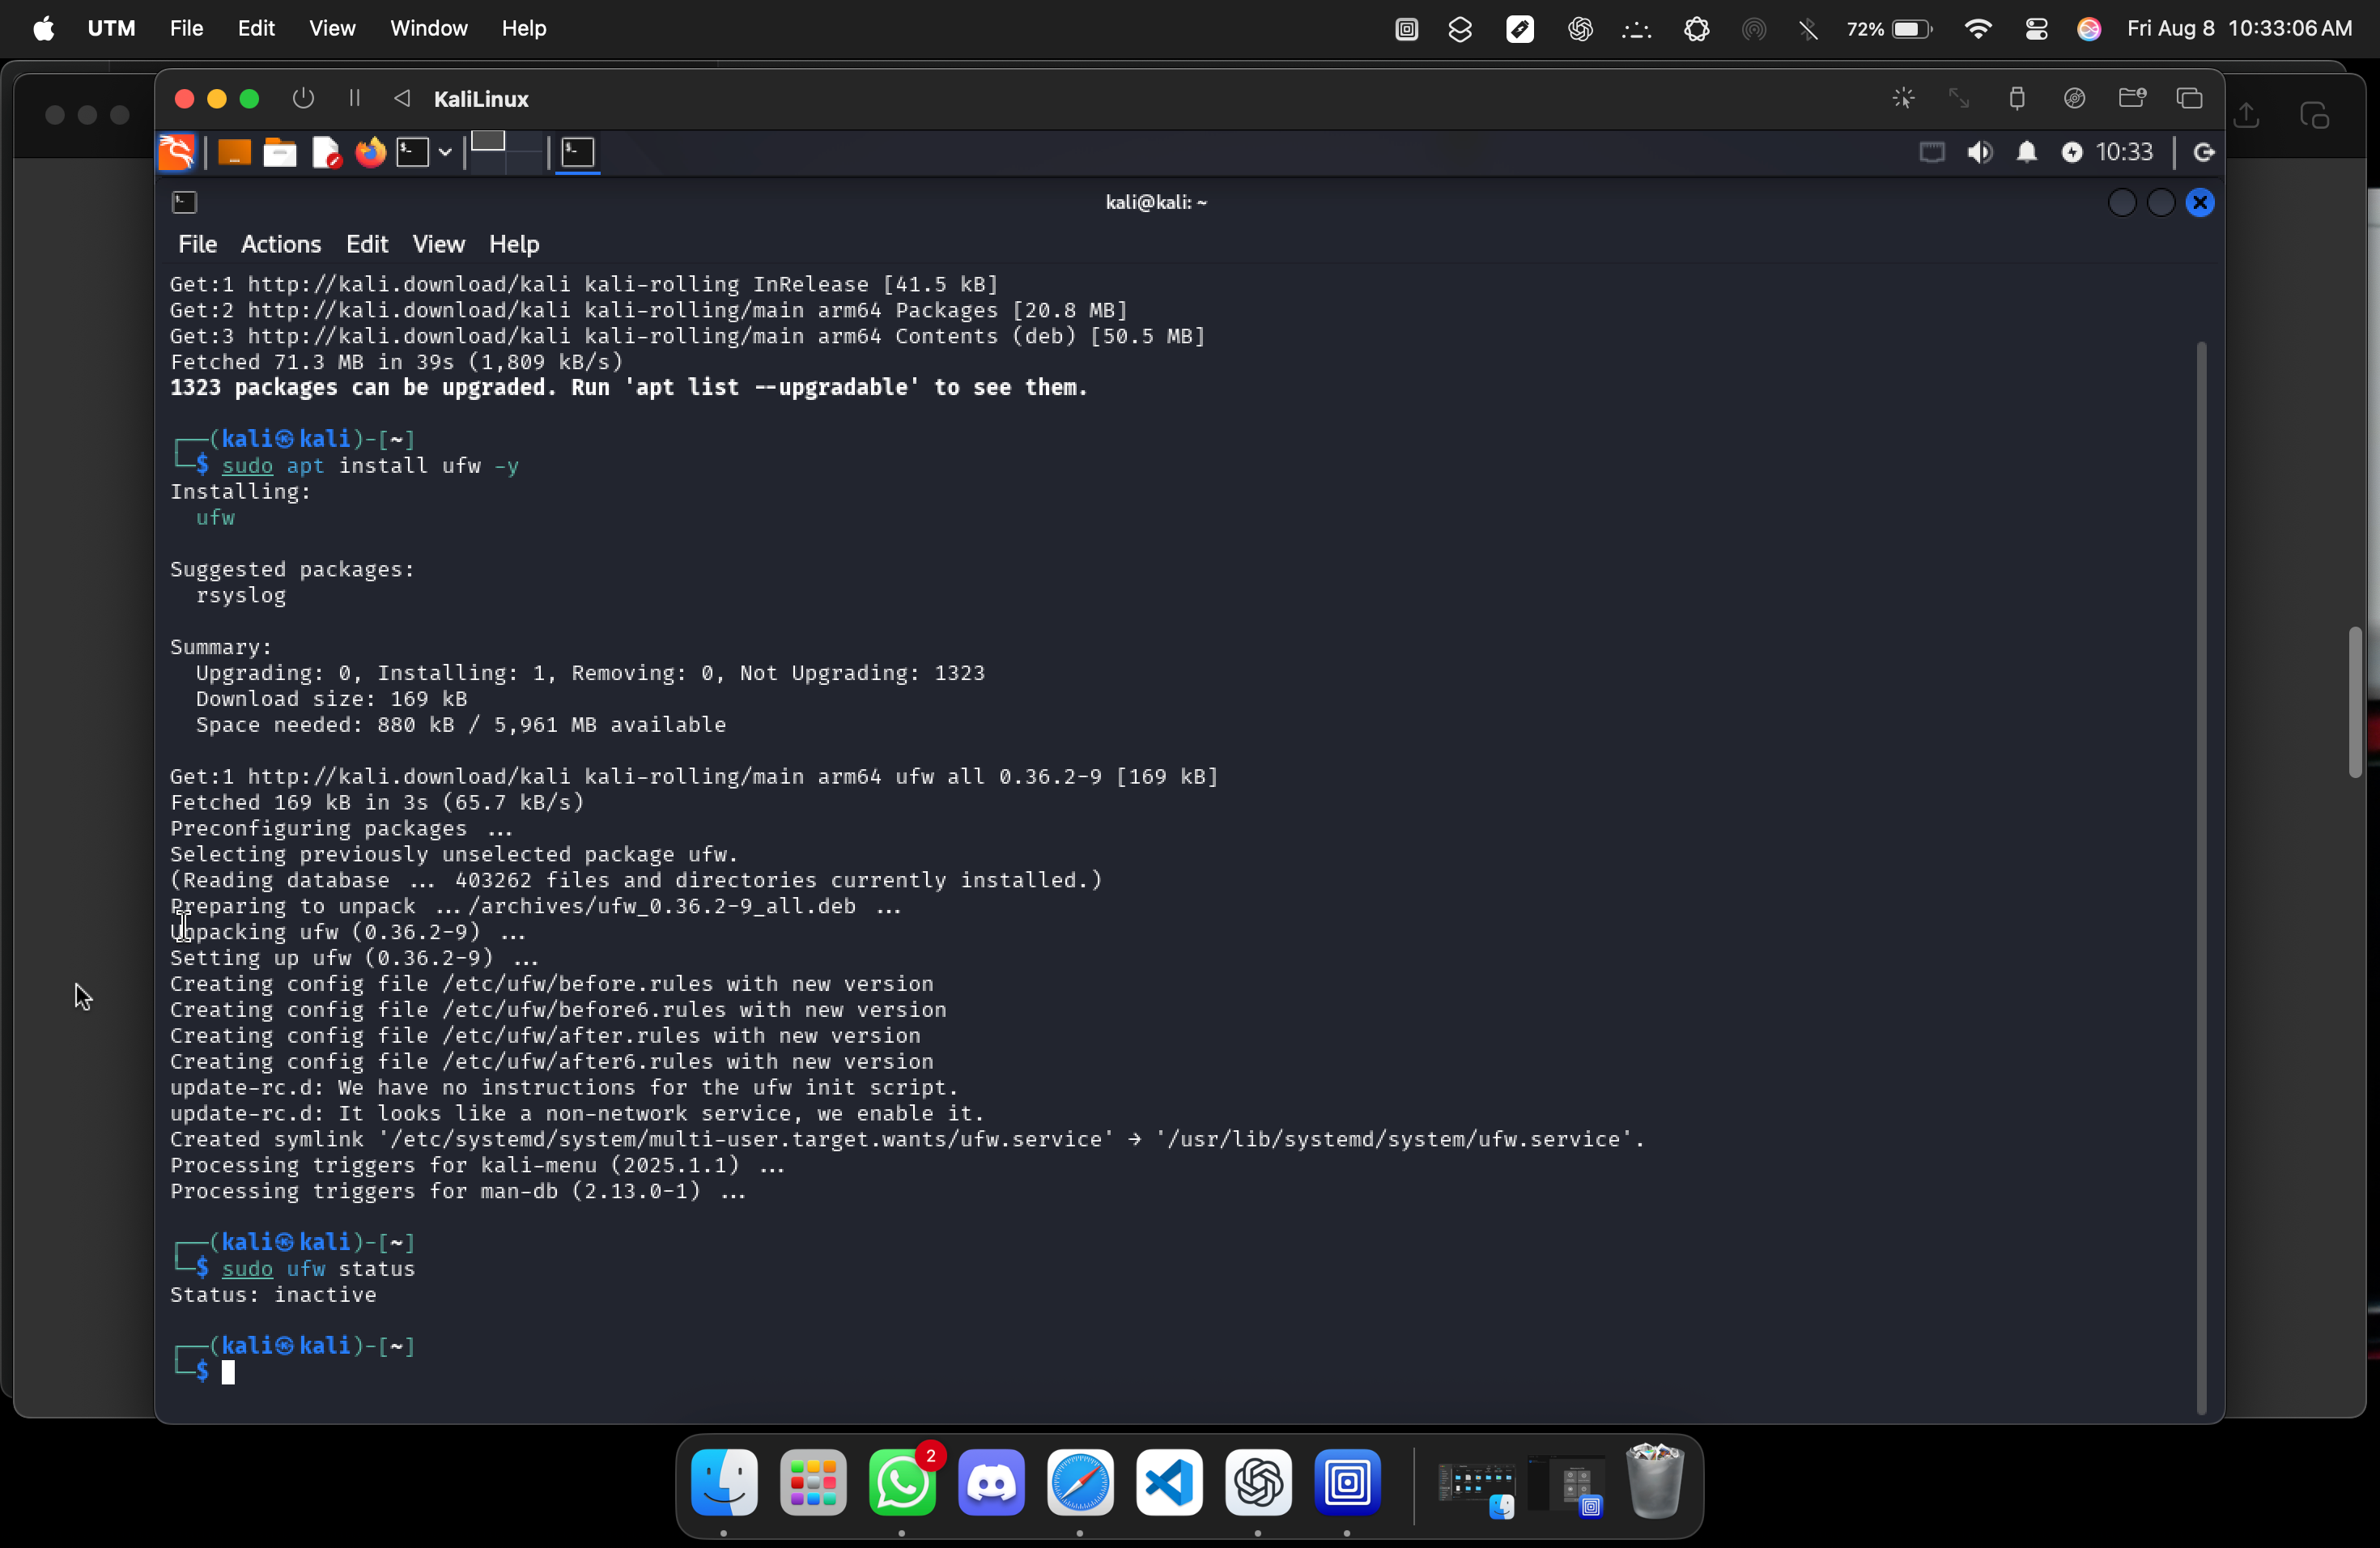 UTM File Edit View Window Help 72% Fri Aug 8 10:33:06 AM
KaliLinux
10:33
kali@kali: ~
File Actions Edit View Help
Get:1 http://kali.download/kali kali-rolling InRelease [41.5 kB]
Get:2 http://kali.download/kali kali-rolling/main arm64 Packages [20.8 MB]
Get:3 http://kali.download/kali kali-rolling/main arm64 Contents (deb) [50.5 MB]
Fetched 71.3 MB in 39s (1,809 kB/s)
1323 packages can be upgraded. Run 'apt list --upgradable' to see them.
┌──(kali㉿kali)-[~]
└─$ sudo apt install ufw -y
Installing:
ufw
Suggested packages:
rsyslog
Summary:
Upgrading: 0, Installing: 1, Removing: 0, Not Upgrading: 1323
Download size: 169 kB
Space needed: 880 kB / 5,961 MB available
Get:1 http://kali.download/kali kali-rolling/main arm64 ufw all 0.36.2-9 [169 kB]
Fetched 169 kB in 3s (65.7 kB/s)
Preconfiguring packages ...
Selecting previously unselected package ufw.
(Reading database ... 403262 files and directories currently installed.)
Preparing to unpack .../archives/ufw_0.36.2-9_all.deb ...
Unpacking ufw (0.36.2-9) ...
Setting up ufw (0.36.2-9) ...
Creating config file /etc/ufw/before.rules with new version
Creating config file /etc/ufw/before6.rules with new version
Creating config file /etc/ufw/after.rules with new version
Creating config file /etc/ufw/after6.rules with new version
update-rc.d: We have no instructions for the ufw init script.
update-rc.d: It looks like a non-network service, we enable it.
Created symlink '/etc/systemd/system/multi-user.target.wants/ufw.service' → '/usr/lib/systemd/system/ufw.service'.
Processing triggers for kali-menu (2025.1.1) ...
Processing triggers for man-db (2.13.0-1) ...
┌──(kali㉿kali)-[~]
└─$ sudo ufw status
Status: inactive
┌──(kali㉿kali)-[~]
└─$
2